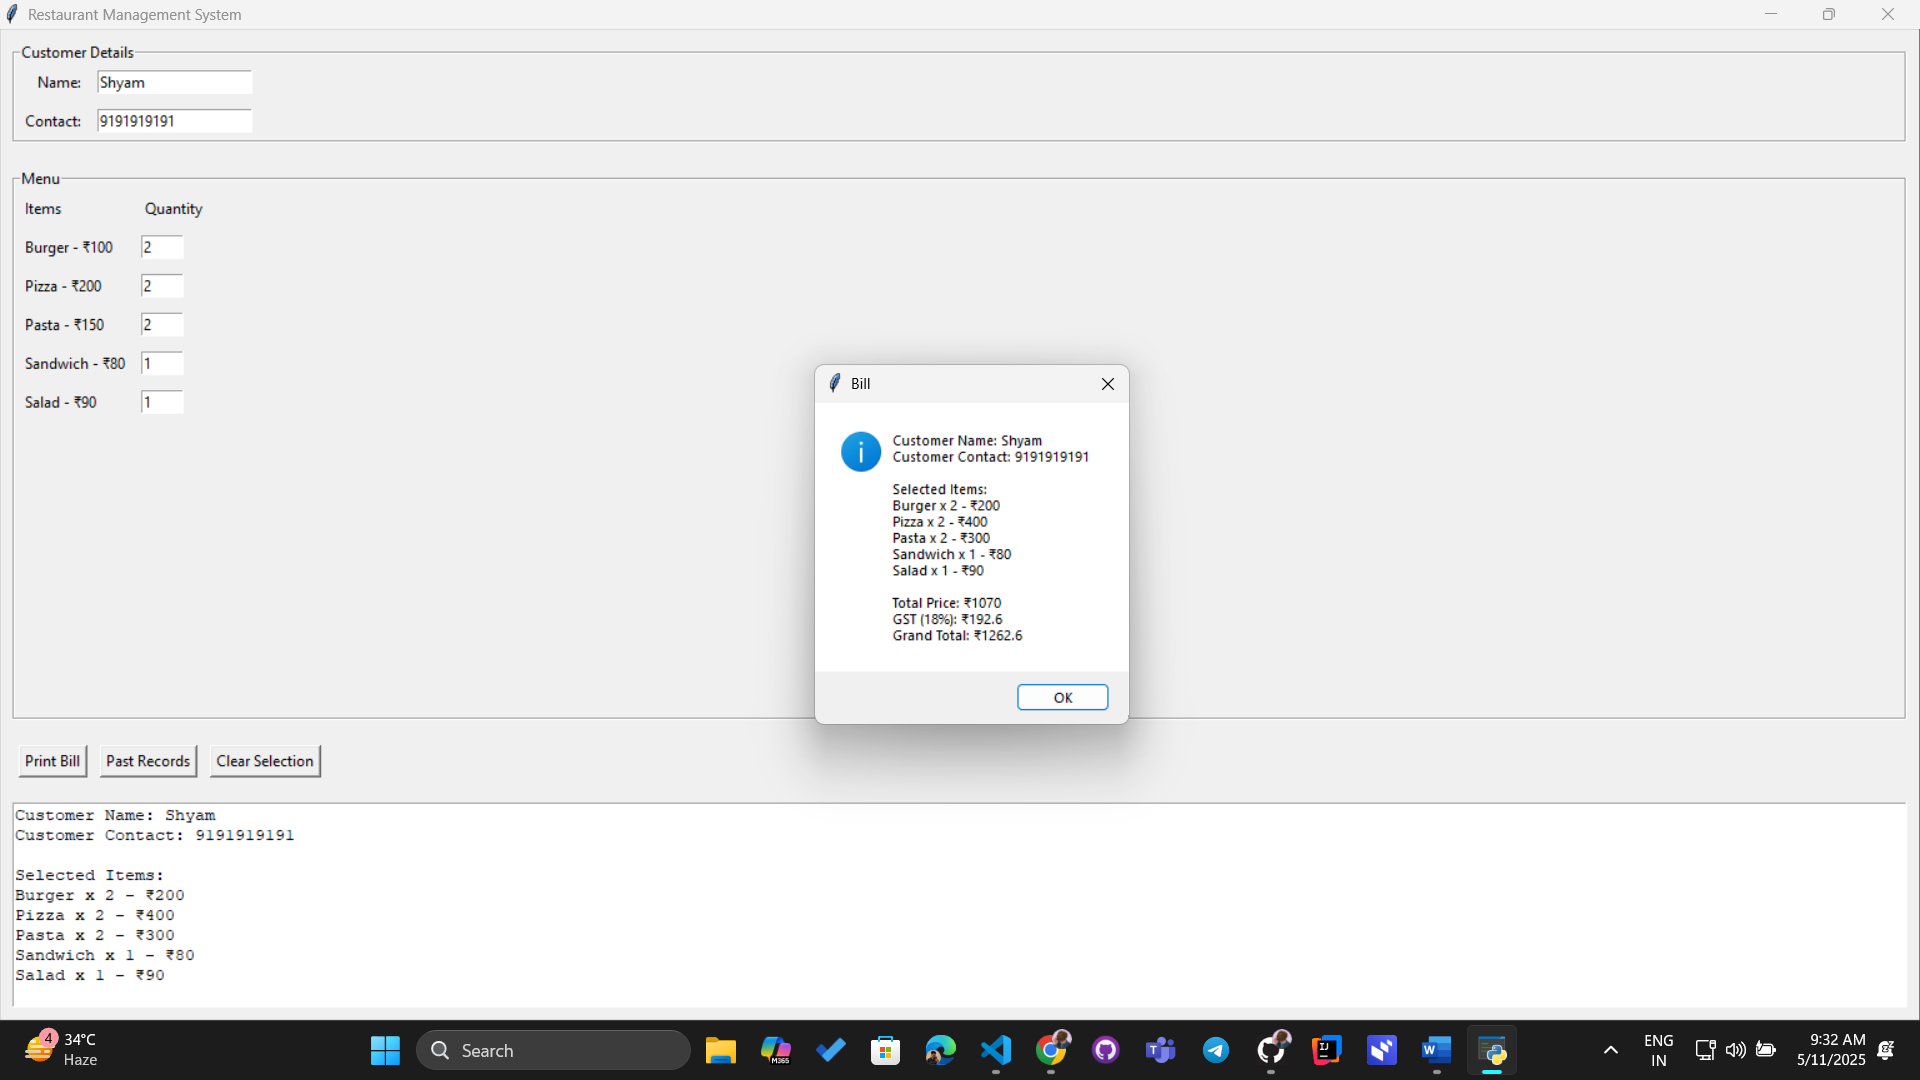 Restaurant Management System
Customer Details
Name: Shyam
Contact: 9191919191
Menu
Items Quantity
Burger - ₹100 2
Pizza - ₹200 2
Pasta - ₹150 2
Sandwich - ₹80 1
Salad - ₹90 1
Bill
Customer Name: Shyam
Customer Contact: 9191919191
Selected Items:
Burger x 2 - ₹200
Pizza x 2 - ₹400
Pasta x 2 - ₹300
Sandwich x 1 - ₹80
Salad x 1 - ₹90
Total Price: ₹1070
GST (18%): ₹192.6
Grand Total: ₹1262.6
OK
Print Bill Past Records Clear Selection
Customer Name: Shyam
Customer Contact: 9191919191
Selected Items:
Burger x 2 - ₹200
Pizza x 2 - ₹400
Pasta x 2 - ₹300
Sandwich x 1 - ₹80
Salad x 1 - ₹90
4
34°C
Haze
Search
M365
T
IJ
W
ENG
IN
9:32 AM
5/11/2025